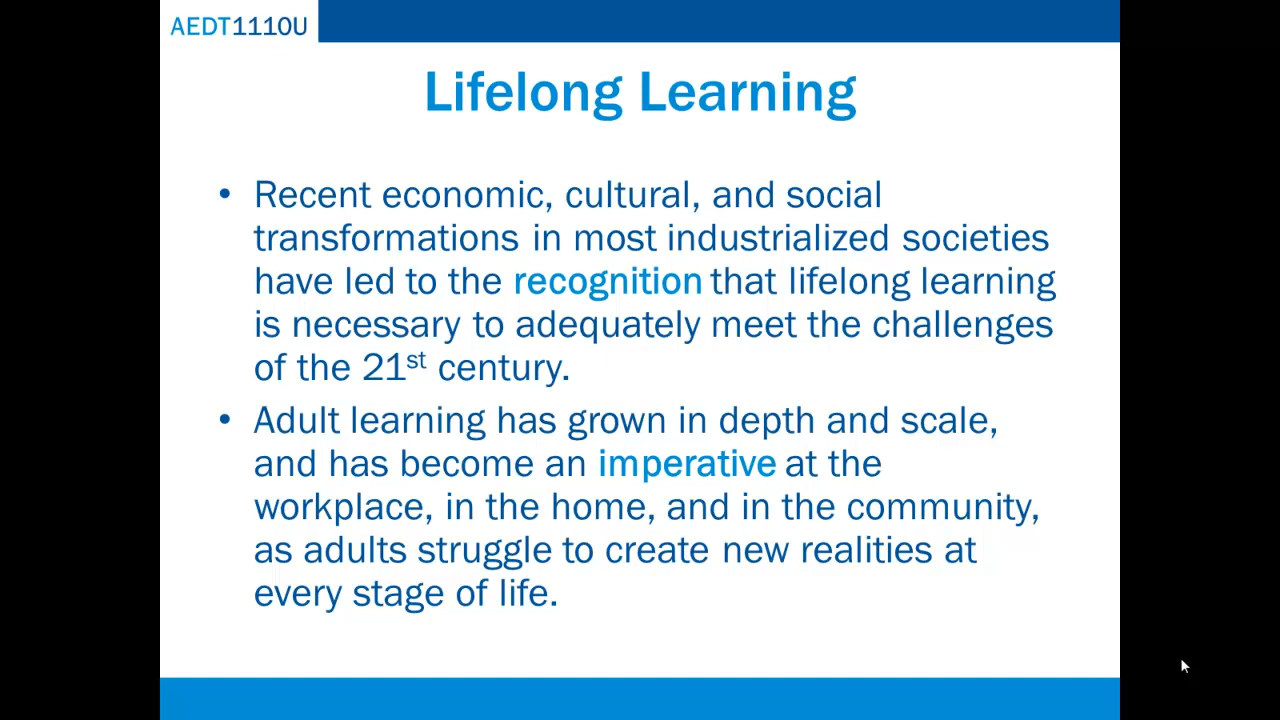 AEDT1110U
Lifelong Learning
• Recent economic, cultural, and social
transformations in most industrialized societies
have led to the recognition that lifelong learning
is necessary to adequately meet the challenges
of the 21st century.
• Adult learning has grown in depth and scale,
and has become an imperative at the
workplace, in the home, and in the community,
as adults struggle to create new realities at
every stage of life.